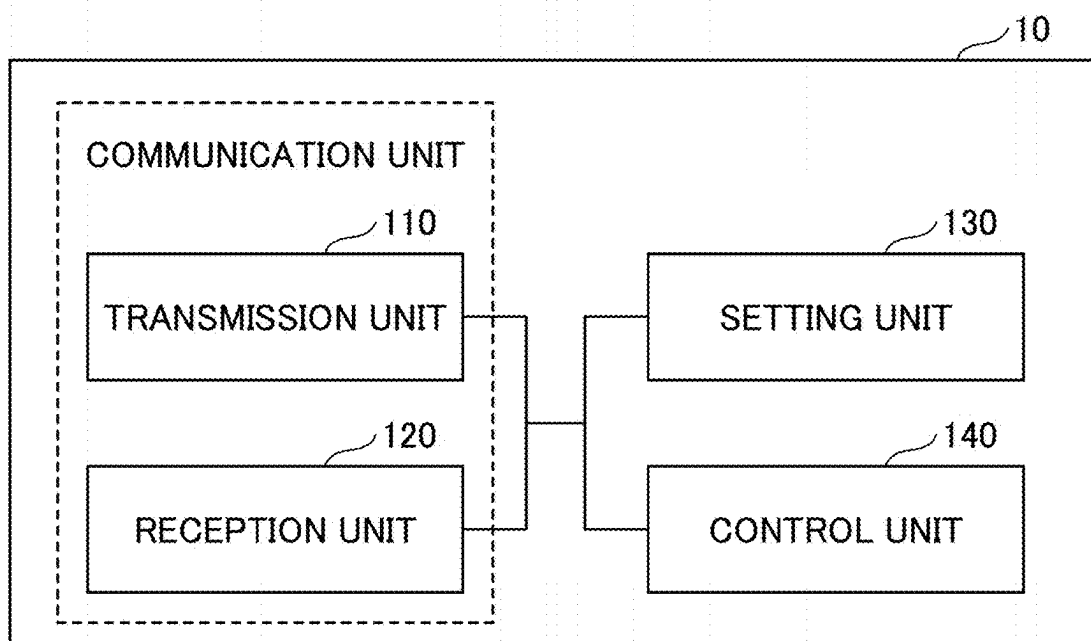 10
COMMUNICATION UNIT
110
TRANSMISSION UNIT
120
RECEPTION UNIT
130
SETTING UNIT
140
CONTROL UNIT